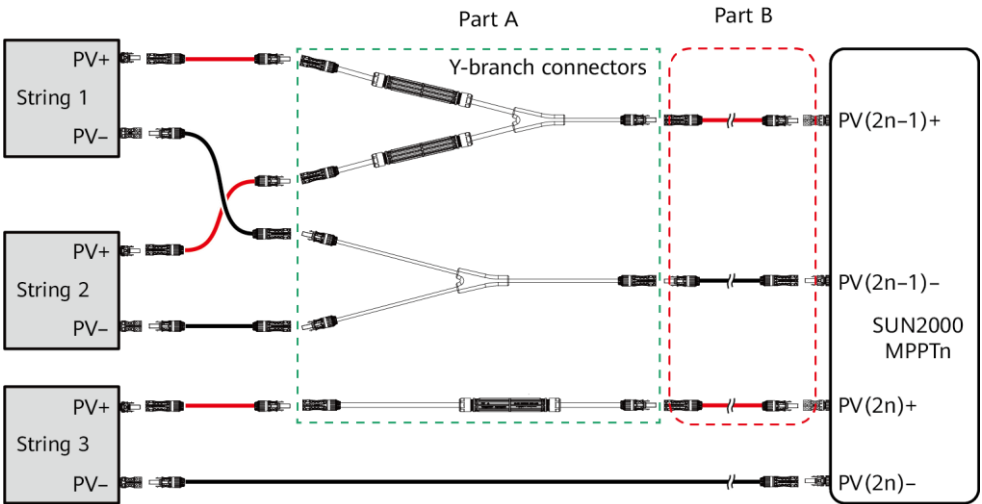 Part A
Part B
Y-branch connectors
PV+
String 1
PV–
PV+
String 2
PV–
PV+
String 3
PV–
PV(2n–1)+
PV(2n–1)–
SUN2000
MPPTn
PV(2n)+
PV(2n)–